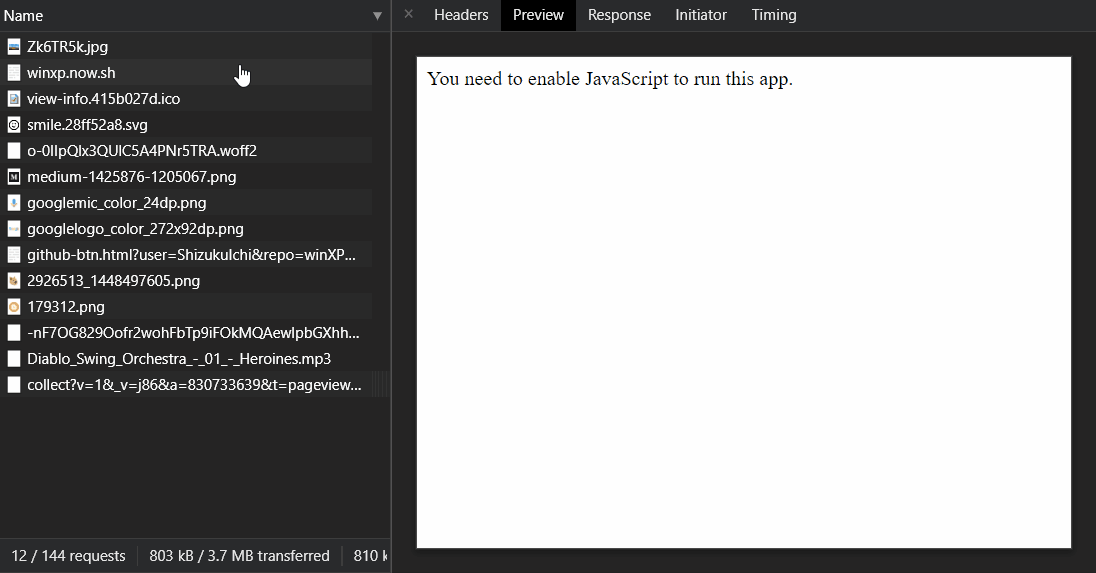 Name
Headers Preview Response Initiator Timing
Zk6TR5k.jpg
winxp.now.sh
view-info.415b027d.ico
smile.28ff52a8.svg
o-0IIpQlx3QUlC5A4PNr5TRA.woff2
medium-1425876-1205067.png
googlemic_color_24dp.png
googlelogo_color_272x92dp.png
github-btn.html?user=ShizukuIchi&repo=winXP...
2926513_1448497605.png
179312.png
-nF7OG829Oofr2wohFbTp9iFOkMQAewlpbGXhh...
Diablo_Swing_Orchestra_-_01_-_Heroines.mp3
collect?v=1&_v=j86&a=830733639&t=pageview...
You need to enable JavaScript to run this app.
12 / 144 requests 803 kB / 3.7 MB transferred 810 k